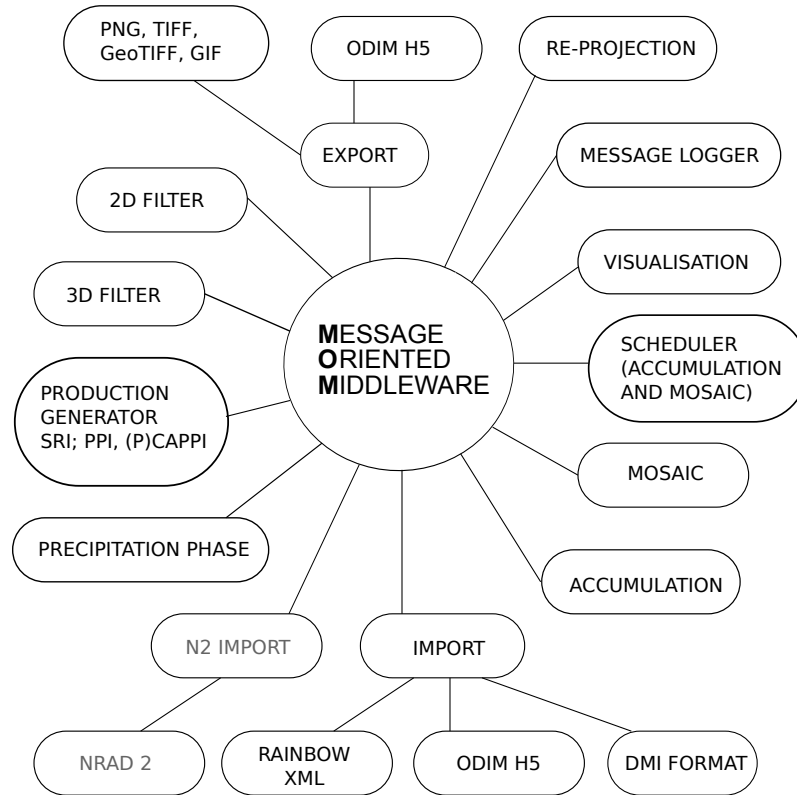 PNG, TIFF,
GeoTIFF, GIF
ODIM H5
RE-PROJECTION
EXPORT
MESSAGE LOGGER
2D FILTER
VISUALISATION
3D FILTER
MESSAGE
ORIENTED
MIDDLEWARE
SCHEDULER
(ACCUMULATION
AND MOSAIC)
PRODUCTION
GENERATOR
SRI; PPI, (P)CAPPI
MOSAIC
PRECIPITATION PHASE
ACCUMULATION
N2 IMPORT
IMPORT
NRAD 2
RAINBOW
XML
ODIM H5
DMI FORMAT